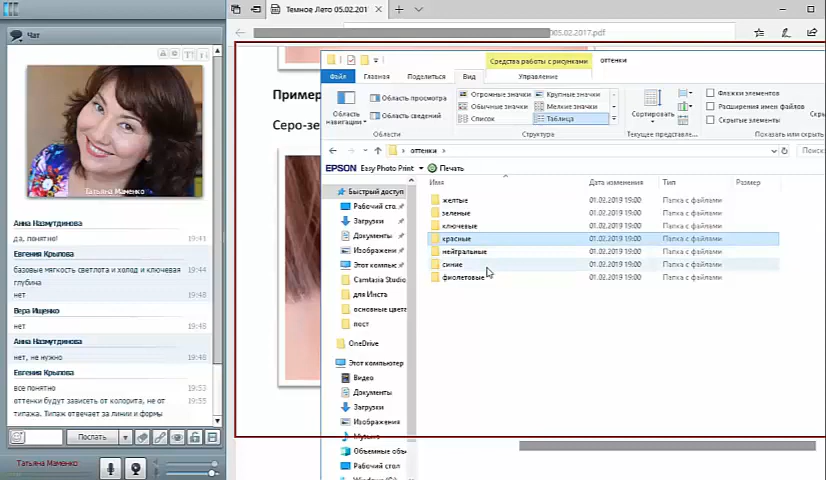 Чат
Татьяна Маменко
Анна Назмутдинова
да, понятно!
19:41
Евгения Крылова
базовые мягкость светлота и холод и ключевая
19:44
глубина
нет
19:48
Вера Ищенко
нет
19:48
Анна Назмутдинова
нет, не нужно
19:48
Евгения Крылова
все понятно
19:53
оттенки будут зависеть от колорита, не от
19:55
типажа. Типаж отвечает за линии и формы
Послать
Татьяна Маменко
Темное Лето 05.02.201
05.02.2017.pdf
Пример
Серо-зе
Средства работы с рисунками
оттенки
Файл
Главная
Поделиться
Вид
Управление
Область навигации
Область просмотра
Область сведений
Области
Огромные значки
Крупные значки
Обычные значки
Мелкие значки
Список
Таблица
Структура
Сортировать
Текущее представле...
Флажки элементов
Расширения имен файлов
Скрытые элементы
Показать или скры
оттенки
Поиск
EPSON
Easy Photo Print
Печать
Имя
Дата изменения
Тип
Размер
желтые
01.02.2019 19:00
Папка с файлами
зеленые
01.02.2019 19:00
Папка с файлами
ключевые
01.02.2019 19:00
Папка с файлами
красные
01.02.2019 19:00
Папка с файлами
нейтральные
01.02.2019 19:00
Папка с файлами
синие
01.02.2019 19:00
Папка с файлами
фиолетовые
01.02.2019 19:00
Папка с файлами
Быстрый доступ
Рабочий сто.
Загрузки
Документы
Изображени
Этот компьк
Camtasia Studio
для Инста
основные цвета
пост
OneDrive
Этот компьютер
Видео
Документы
Загрузки
Изображения
Музыка
Объемные объ
Рабочий стол